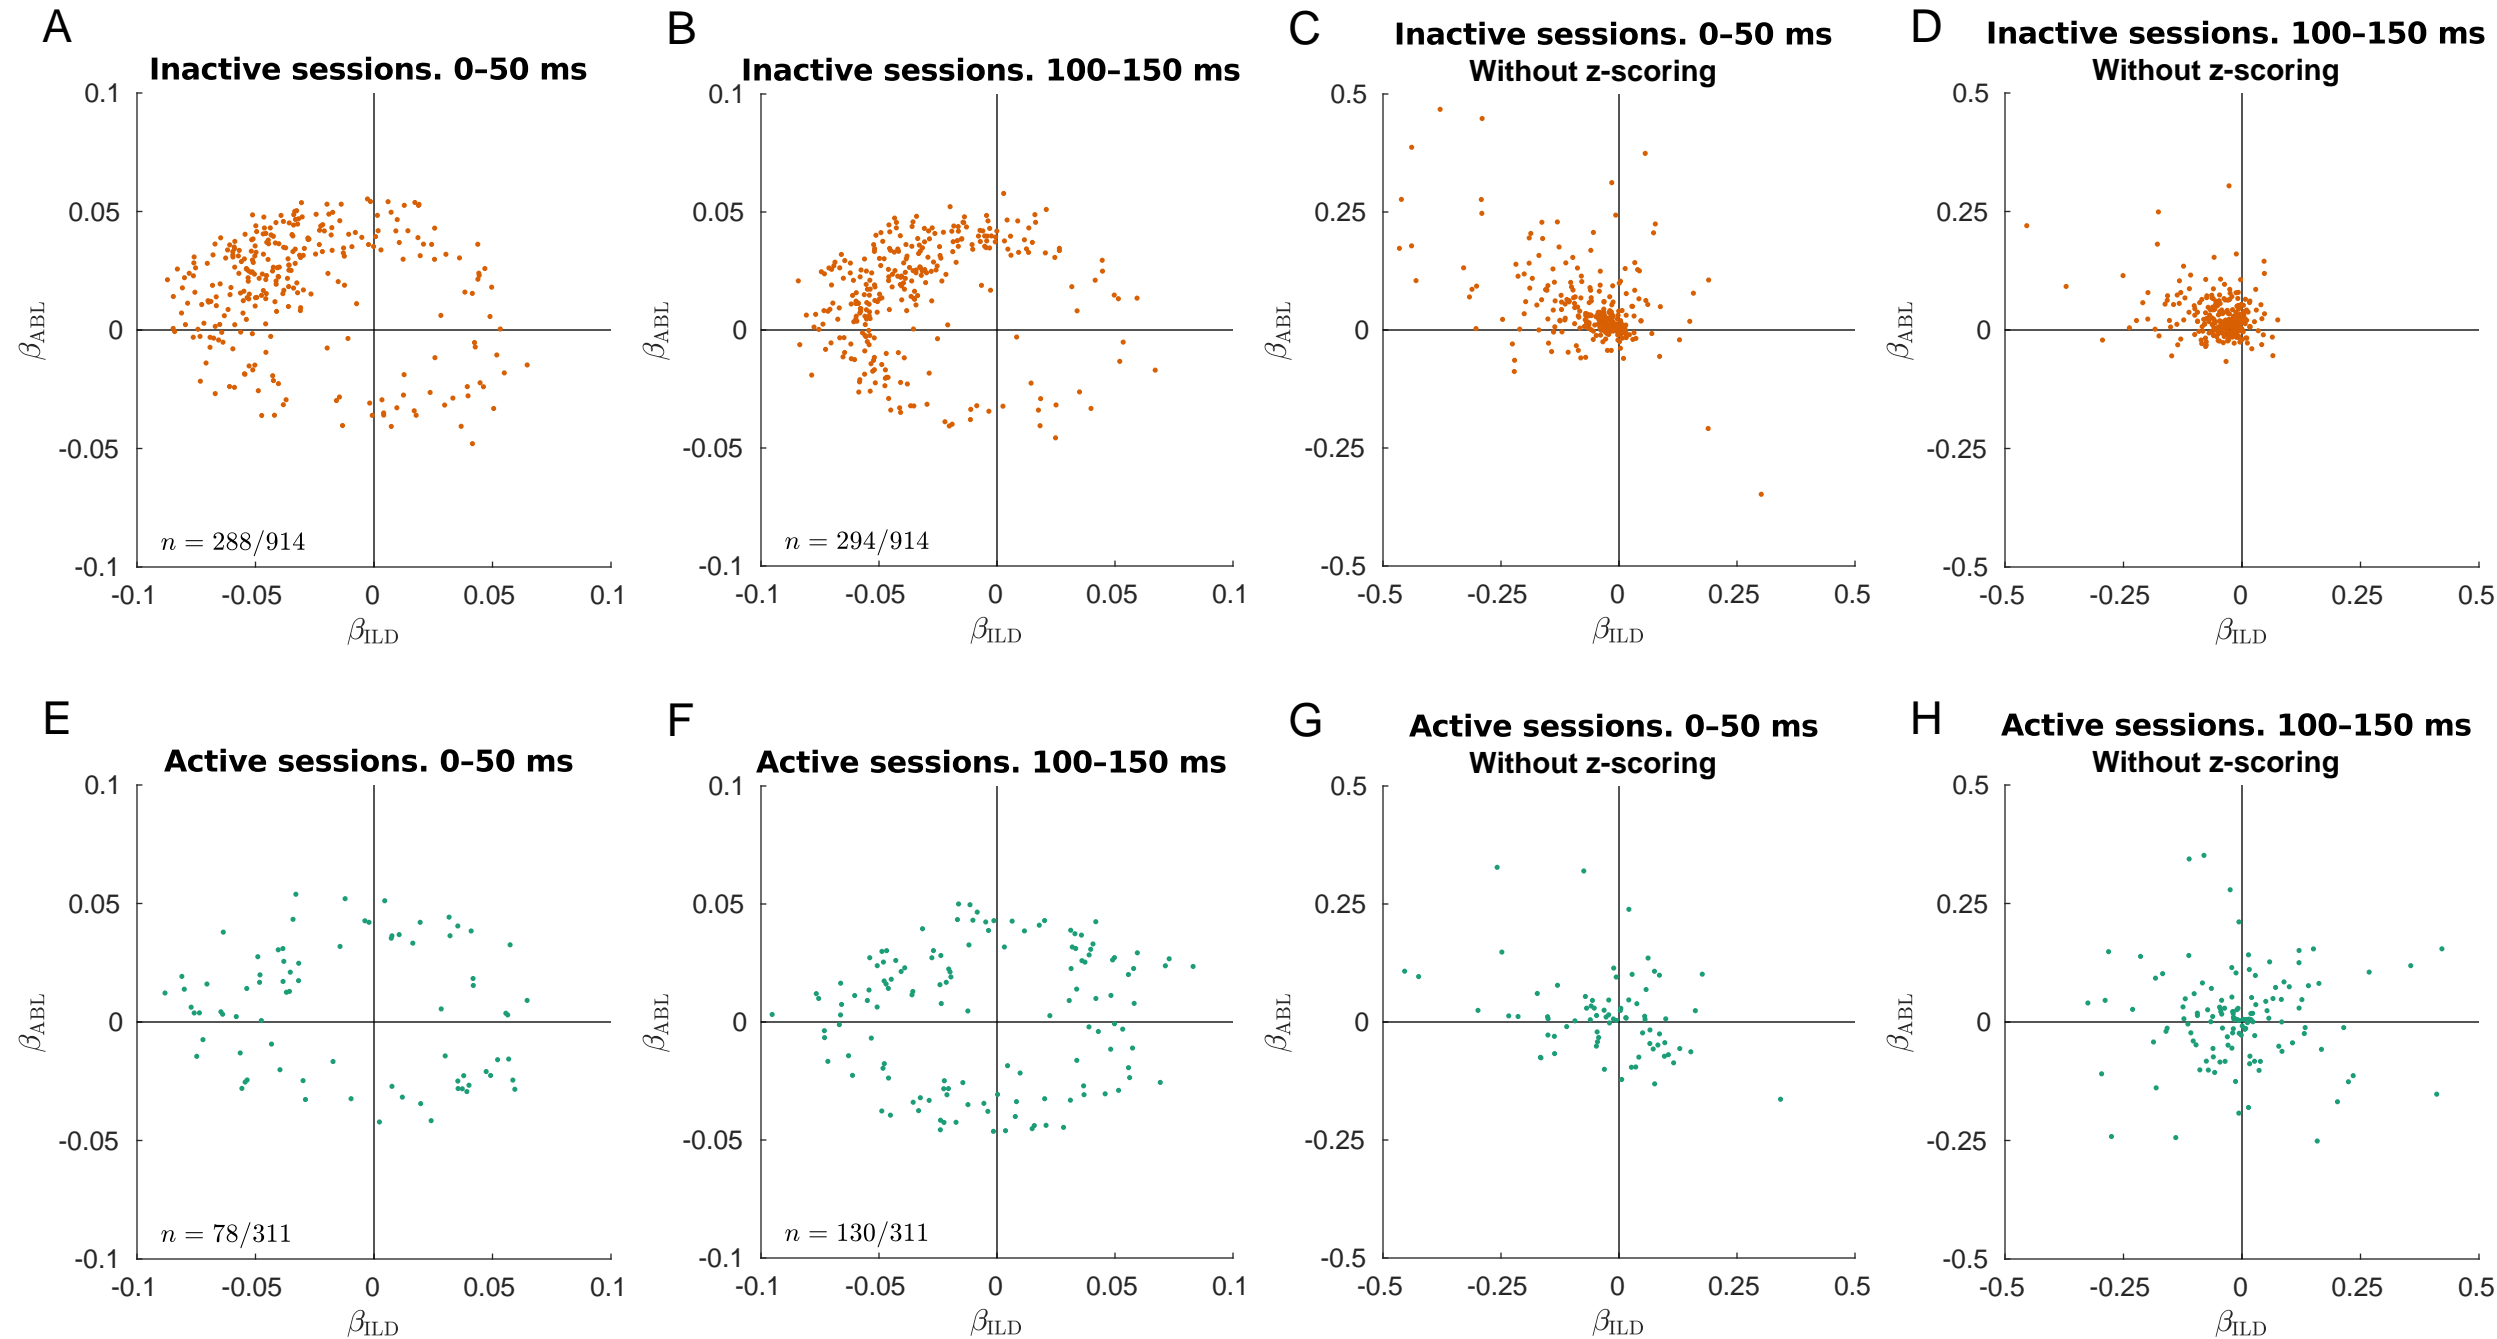 A
Inactive sessions. 0–50 ms
0.1
0.05
0
-0.05
-0.1
βABL
n = 288/914
-0.1 -0.05 0 0.05 0.1
βILD
B
Inactive sessions. 100–150 ms
0.1
0.05
0
-0.05
-0.1
βABL
n = 294/914
-0.1 -0.05 0 0.05 0.1
βILD
C
Inactive sessions. 0–50 ms
Without z-scoring
0.5
0.25
0
-0.25
-0.5
βABL
-0.5 -0.25 0 0.25 0.5
βILD
D
Inactive sessions. 100–150 ms
Without z-scoring
0.5
0.25
0
-0.25
-0.5
βABL
-0.5 -0.25 0 0.25 0.5
βILD
E
Active sessions. 0–50 ms
0.1
0.05
0
-0.05
-0.1
βABL
n = 78/311
-0.1 -0.05 0 0.05 0.1
βILD
F
Active sessions. 100–150 ms
0.1
0.05
0
-0.05
-0.1
βABL
n = 130/311
-0.1 -0.05 0 0.05 0.1
βILD
G
Active sessions. 0–50 ms
Without z-scoring
0.5
0.25
0
-0.25
-0.5
βABL
-0.5 -0.25 0 0.25 0.5
βILD
H
Active sessions. 100–150 ms
Without z-scoring
0.5
0.25
0
-0.25
-0.5
βABL
-0.5 -0.25 0 0.25 0.5
βILD